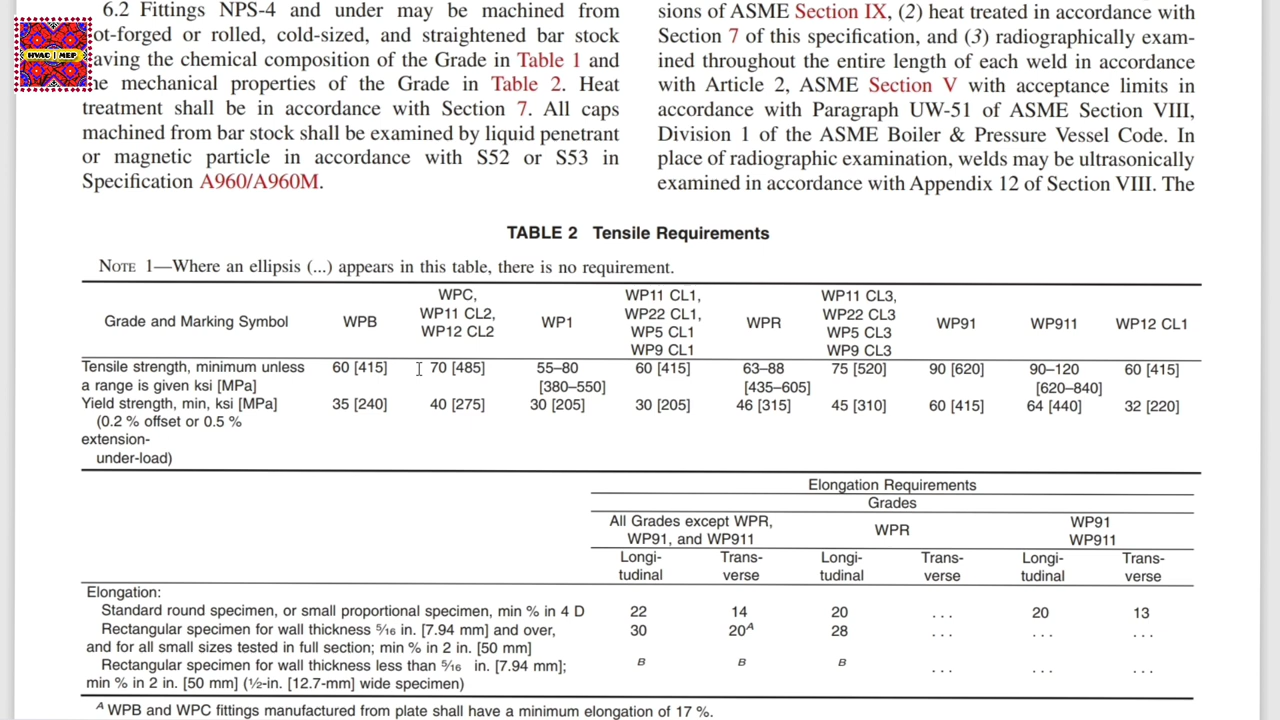 HVAC | MEP
6.2 Fittings NPS-4 and under may be machined from
ot-forged or rolled, cold-sized, and straightened bar stock
aving the chemical composition of the Grade in Table 1 and
he mechanical properties of the Grade in Table 2. Heat
treatment shall be in accordance with Section 7. All caps
machined from bar stock shall be examined by liquid penetrant
or magnetic particle in accordance with S52 or S53 in
Specification A960/A960M.
sions of ASME Section IX, (2) heat treated in accordance with
Section 7 of this specification, and (3) radiographically exam-
ined throughout the entire length of each weld in accordance
with Article 2, ASME Section V with acceptance limits in
accordance with Paragraph UW-51 of ASME Section VIII,
Division 1 of the ASME Boiler & Pressure Vessel Code. In
place of radiographic examination, welds may be ultrasonically
examined in accordance with Appendix 12 of Section VIII. The
TABLE 2 Tensile Requirements
NOTE 1—Where an ellipsis (...) appears in this table, there is no requirement.
Grade and Marking Symbol WPB WPC, WP11 CL2, WP12 CL2 WP1 WP11 CL1, WP22 CL1, WP5 CL1 WP9 CL1 WPR WP11 CL3, WP22 CL3 WP5 CL3 WP9 CL3 WP91 WP911 WP12 CL1
Tensile strength, minimum unless 60 [415] 70 [485] 55–80 60 [415] 63–88 75 [520] 90 [620] 90–120 60 [415]
a range is given ksi [MPa] [380–550] [435–605] [620–840]
Yield strength, min, ksi [MPa] 35 [240] 40 [275] 30 [205] 30 [205] 46 [315] 45 [310] 60 [415] 64 [440] 32 [220]
(0.2 % offset or 0.5 %
extension-
under-load)
Elongation Requirements
Grades
All Grades except WPR, WP91, and WP911 WPR WP91 WP911
Longi- Trans- Longi- Trans- Longi- Trans-
tudinal verse tudinal verse tudinal verse
Elongation:
Standard round specimen, or small proportional specimen, min % in 4 D 22 14 20 . . . 20 13
Rectangular specimen for wall thickness 5⁄16 in. [7.94 mm] and over, 30 20A 28 . . . . . . . . .
and for all small sizes tested in full section; min % in 2 in. [50 mm]
Rectangular specimen for wall thickness less than 5⁄16 in. [7.94 mm]; B B B . . . . . . . . .
min % in 2 in. [50 mm] (1⁄2-in. [12.7-mm] wide specimen)
A WPB and WPC fittings manufactured from plate shall have a minimum elongation of 17 %.